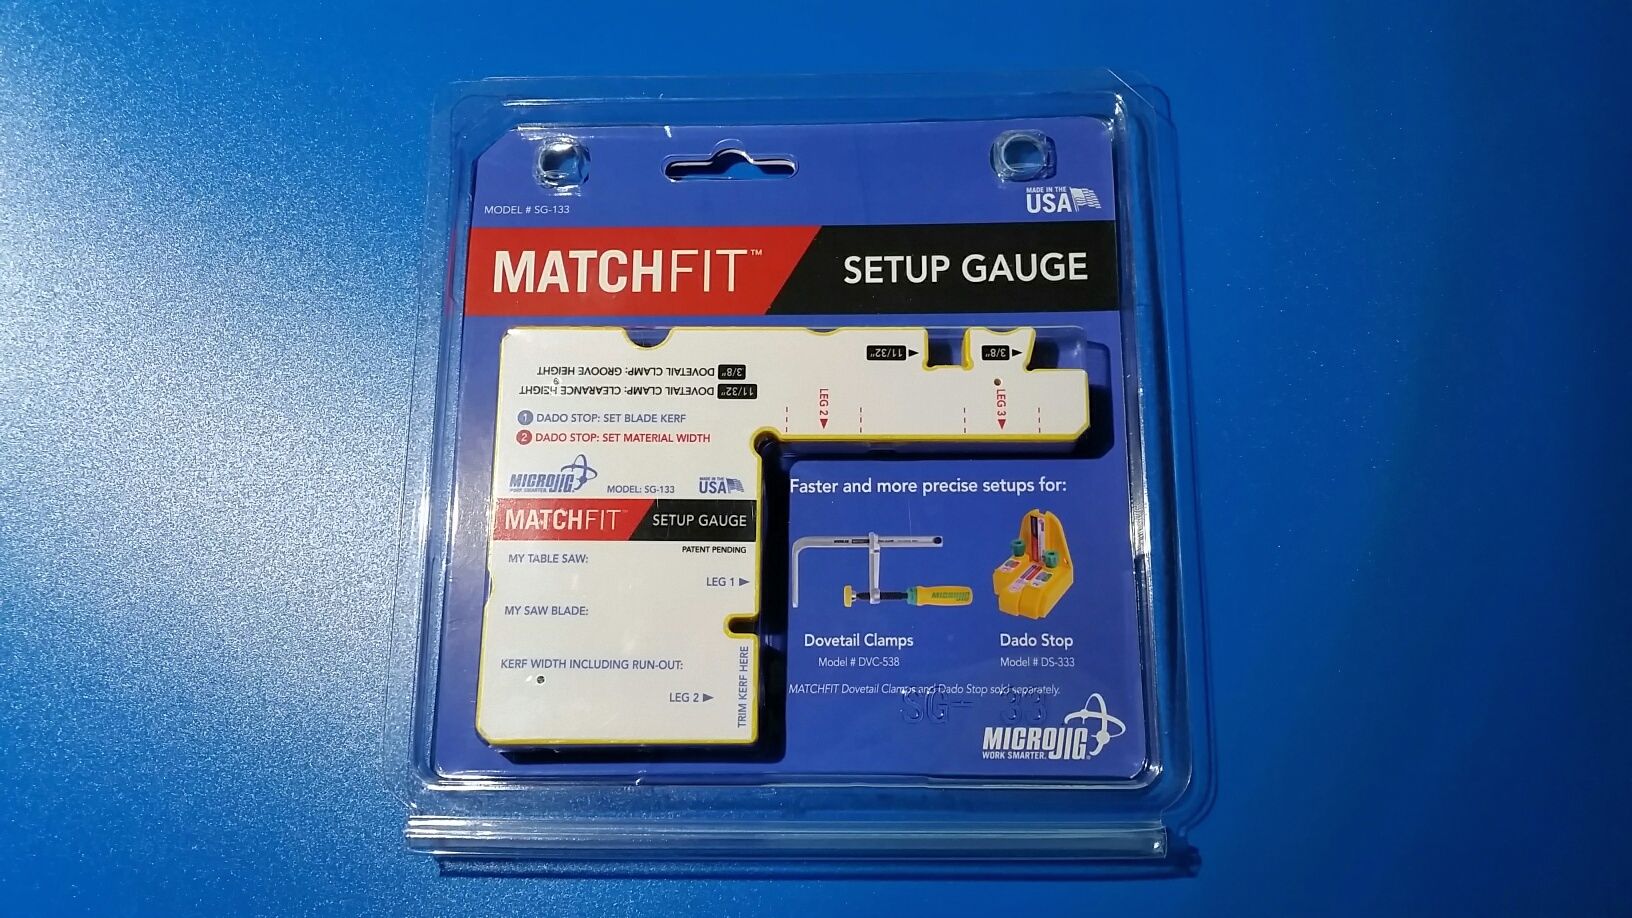 MADE IN THE
USA
MODEL # SG-133
MATCHFIT™ SETUP GAUGE
11/32" 3/8"
3/8" DOVETAIL CLAMP: GROOVE HEIGHT
11/32" DOVETAIL CLAMP: CLEARANCE HEIGHT
LEG 2 LEG 3
1 DADO STOP: SET BLADE KERF
2 DADO STOP: SET MATERIAL WIDTH
MICROJIG
WORK SMARTER.
MODEL: SG-133
MADE IN THE
USA
MATCHFIT™ SETUP GAUGE
PATENT PENDING
MY TABLE SAW:
LEG 1
MY SAW BLADE:
KERF WIDTH INCLUDING RUN-OUT:
LEG 2
TRIM KERF HERE
Faster and more precise setups for:
MICROJIG
Dovetail Clamps
Model # DVC-538
Dado Stop
Model # DS-333
MATCHFIT Dovetail Clamps and Dado Stop sold separately.
MICROJIG®
WORK SMARTER.